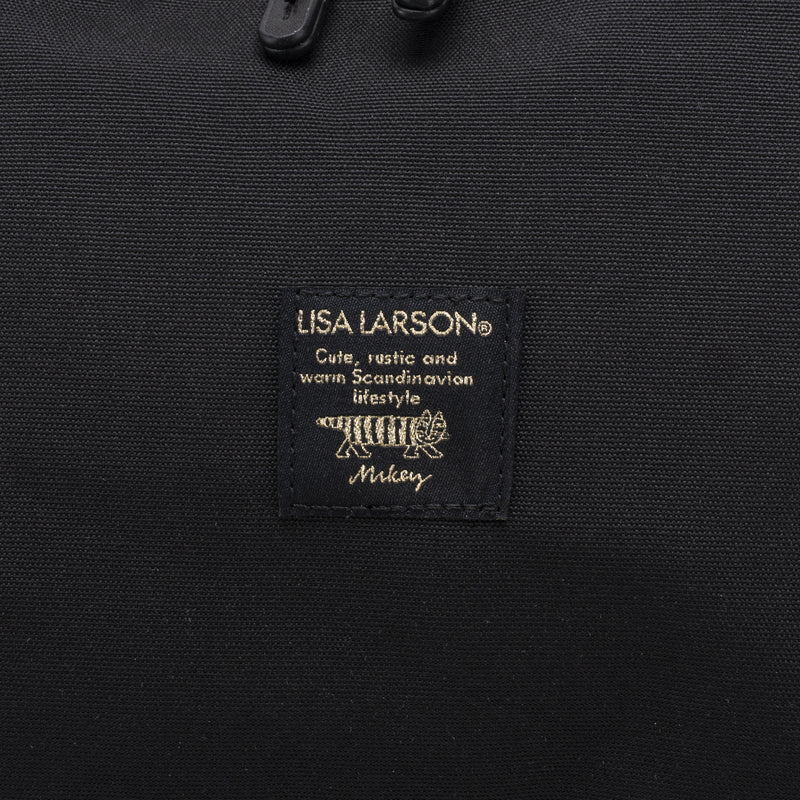 LISA LARSON®
Cute, rustic and
warm Scandinavian
lifestyle
Mikey